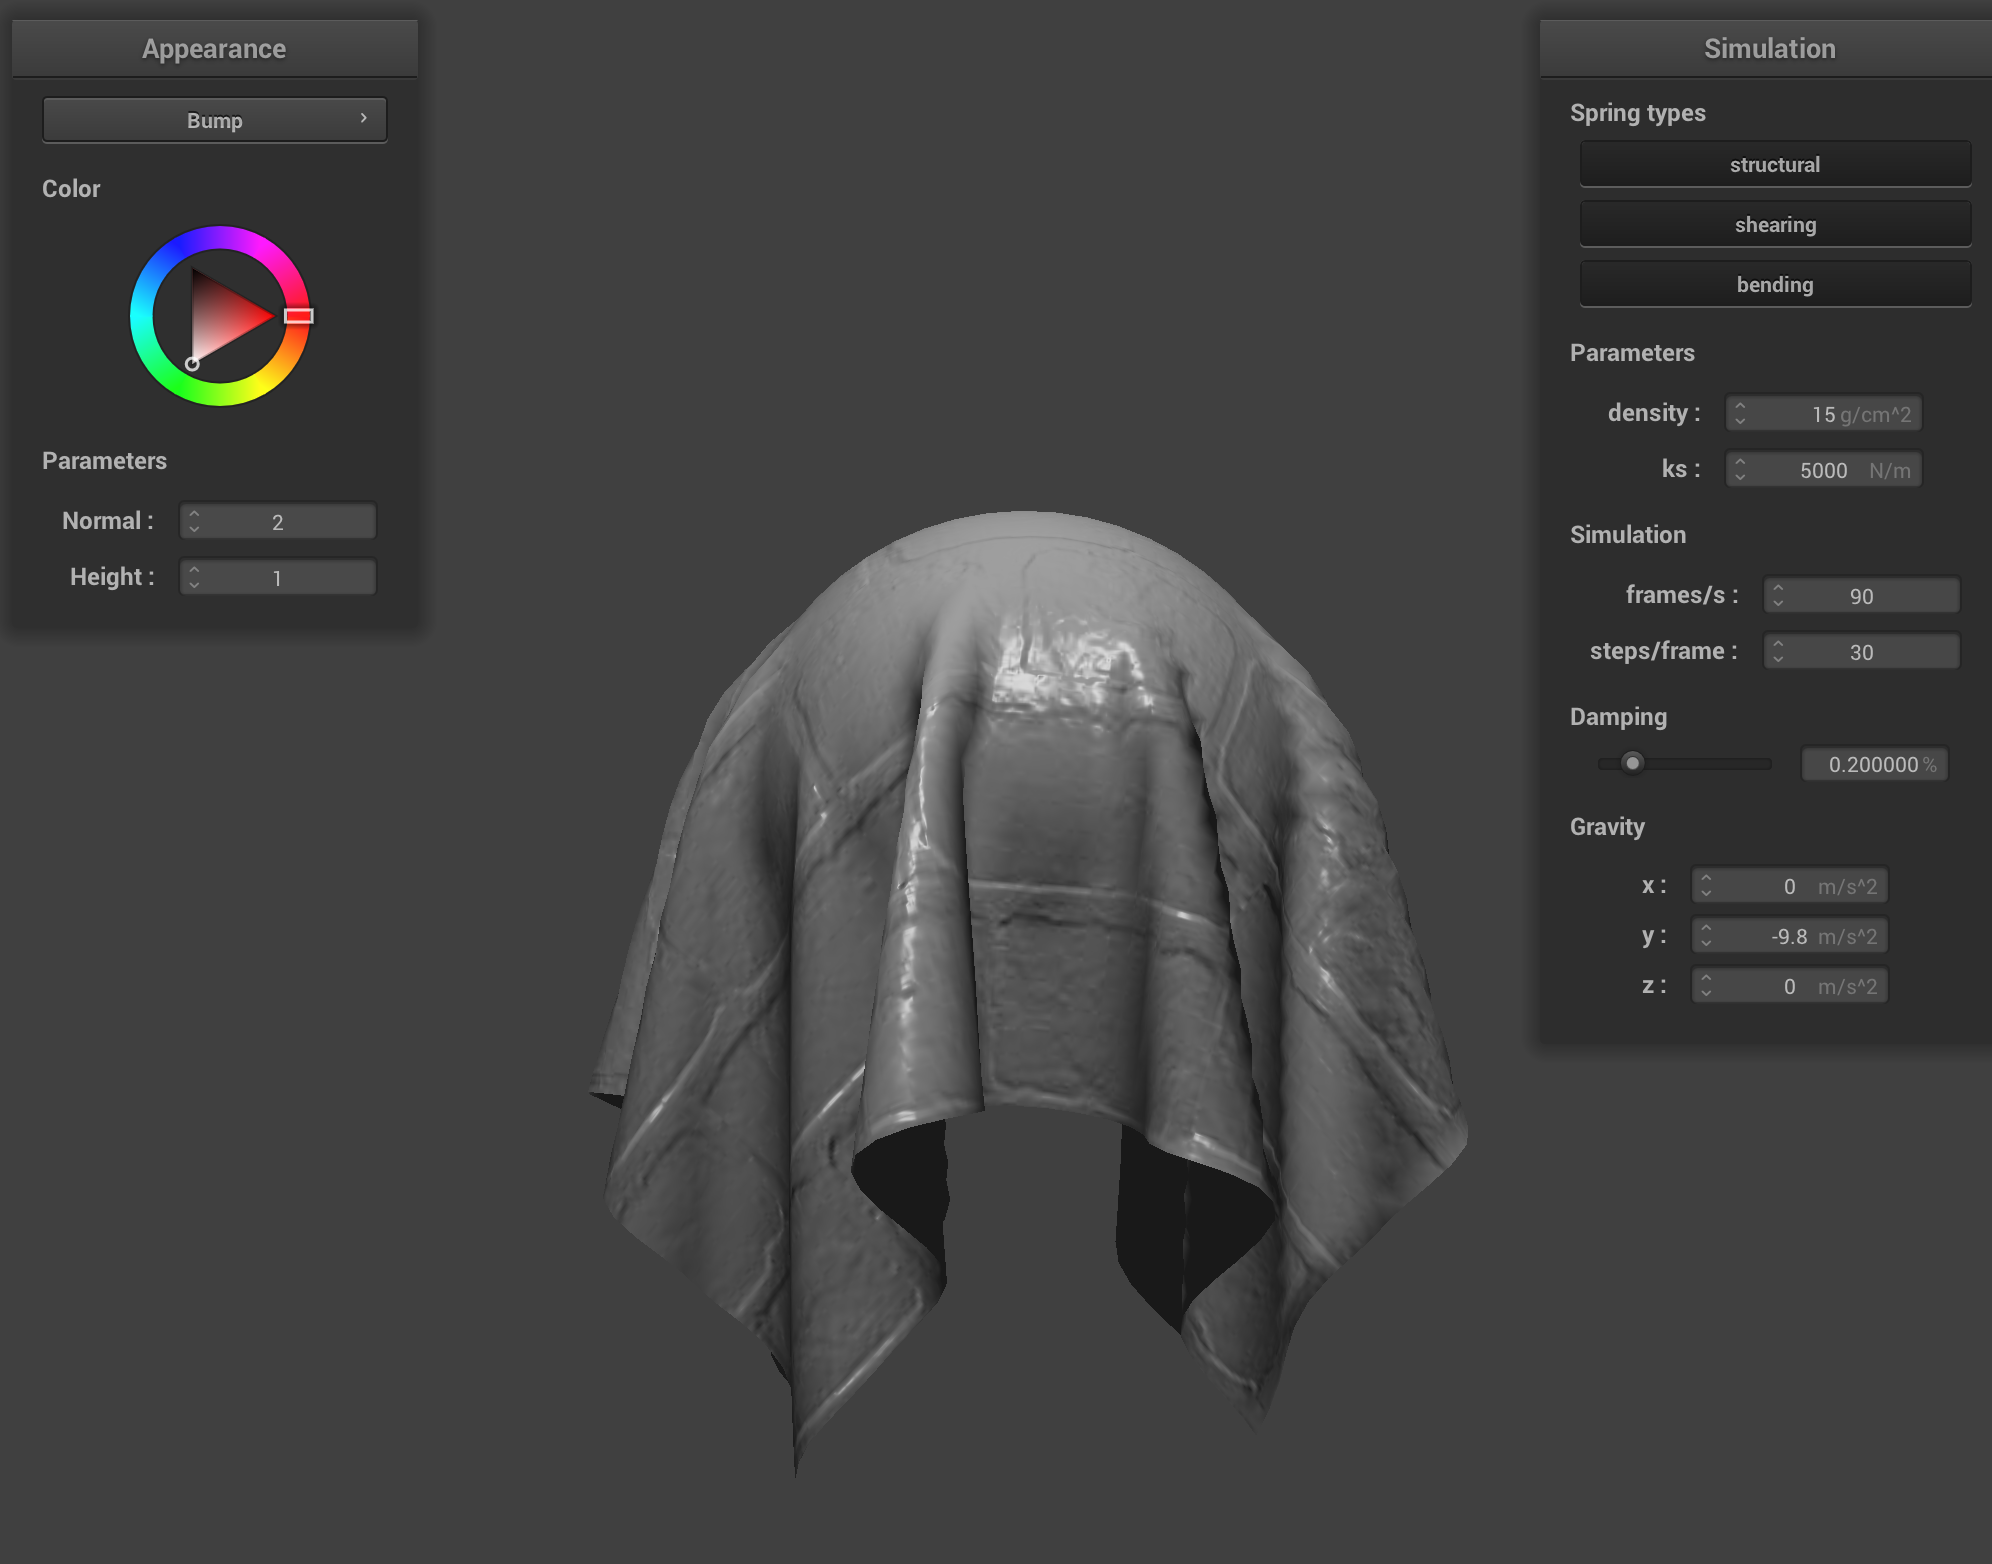 Appearance
Bump
Color
Parameters
Normal : 2
Height : 1
Simulation
Spring types
structural
shearing
bending
Parameters
density : 15 g/cm^2
ks : 5000 N/m
Simulation
frames/s : 90
steps/frame : 30
Damping
0.200000 %
Gravity
x : 0 m/s^2
y : -9.8 m/s^2
z : 0 m/s^2